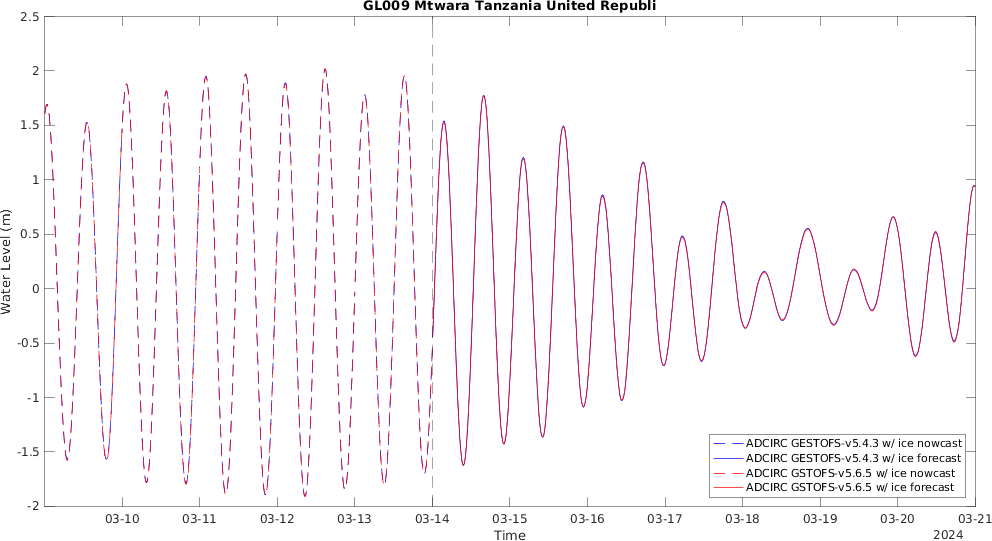 GL009 Mtwara Tanzania United Republi
2.5
2
1.5
1
0.5
0
-0.5
-1
-1.5
-2
Water Level (m)
ADCIRC GESTOFS-v5.4.3 w/ ice nowcast
ADCIRC GESTOFS-v5.4.3 w/ ice forecast
ADCIRC GSTOFS-v5.6.5 w/ ice nowcast
ADCIRC GSTOFS-v5.6.5 w/ ice forecast
03-10 03-11 03-12 03-13 03-14 03-15 03-16 03-17 03-18 03-19 03-20 03-21
Time
2024